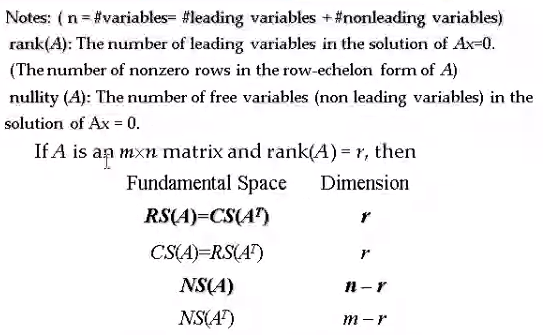 Notes: ( n = #variables= #leading variables + #nonleading variables)
rank(A): The number of leading variables in the solution of Ax=0.
(The number of nonzero rows in the row-echelon form of A)
nullity (A): The number of free variables (non leading variables) in the
solution of Ax = 0.
If A is an m×n matrix and rank(A) = r, then
Fundamental Space Dimension
RS(A)=CS(Aᵀ) r
CS(A)=RS(Aᵀ) r
NS(A) n – r
NS(Aᵀ) m – r